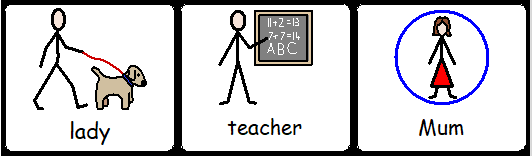 11+2=13
7+7=14
ABC
lady
teacher
Mum